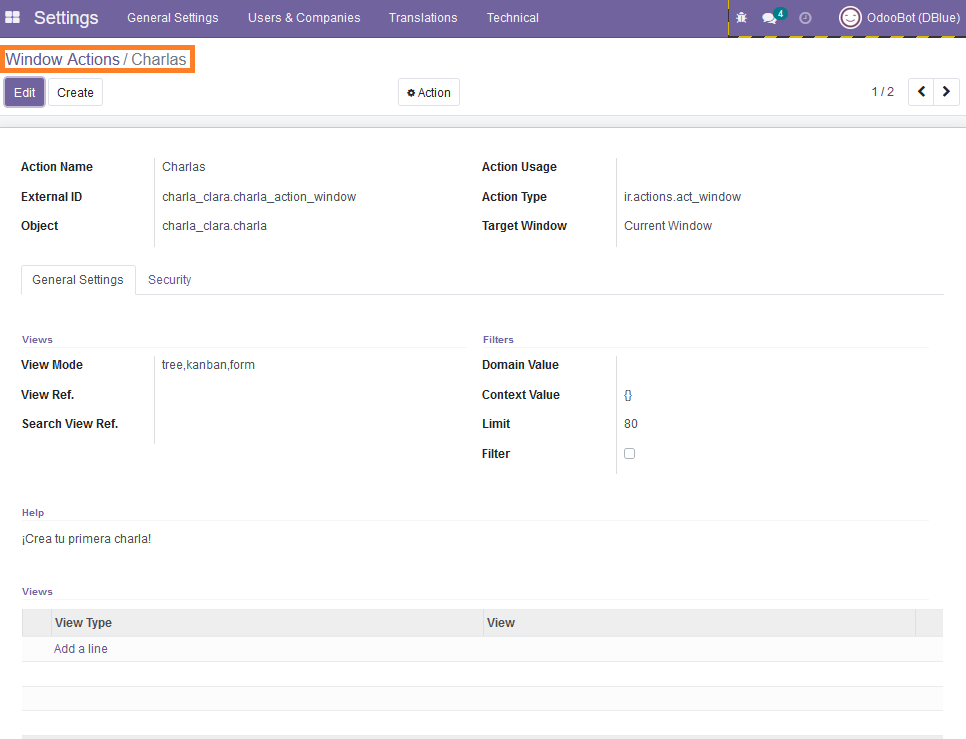 Settings General Settings Users & Companies Translations Technical 4 OdooBot (DBlue)
Window Actions / Charlas
Edit Create Action 1 / 2
Action Name Charlas Action Usage
External ID charla_clara.charla_action_window Action Type ir.actions.act_window
Object charla_clara.charla Target Window Current Window
General Settings Security
Views Filters
View Mode tree,kanban,form Domain Value
View Ref. Context Value {}
Search View Ref. Limit 80
Filter
Help
¡Crea tu primera charla!
Views
View Type View
Add a line